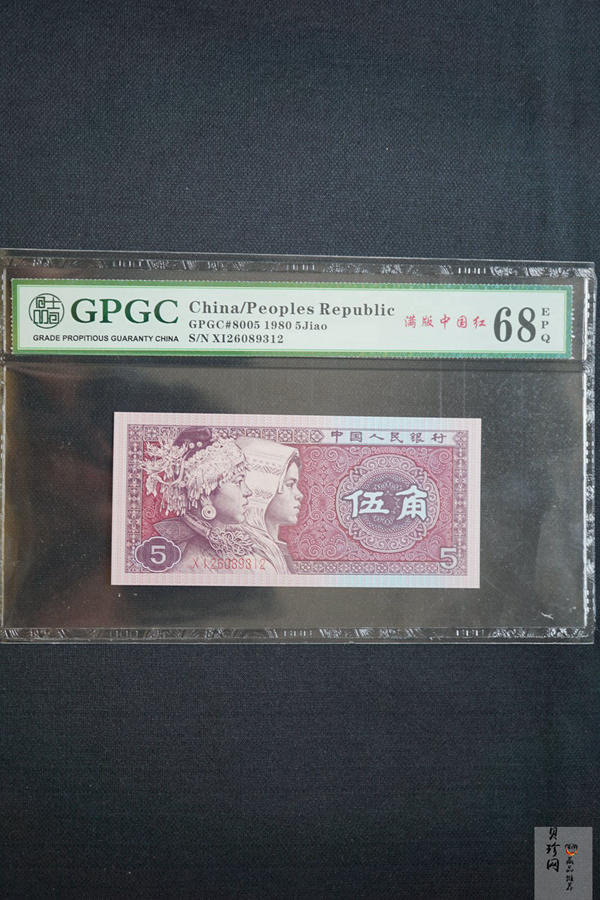 GPGC
GRADE PROPITIOUS GUARANTY CHINA
China/Peoples Republic
GPGC#8005 1980 5Jiao
S/N XI26089312
满版中国红
68
EPQ
中国人民银行
伍角
5
XI26089312
5
贝珍网